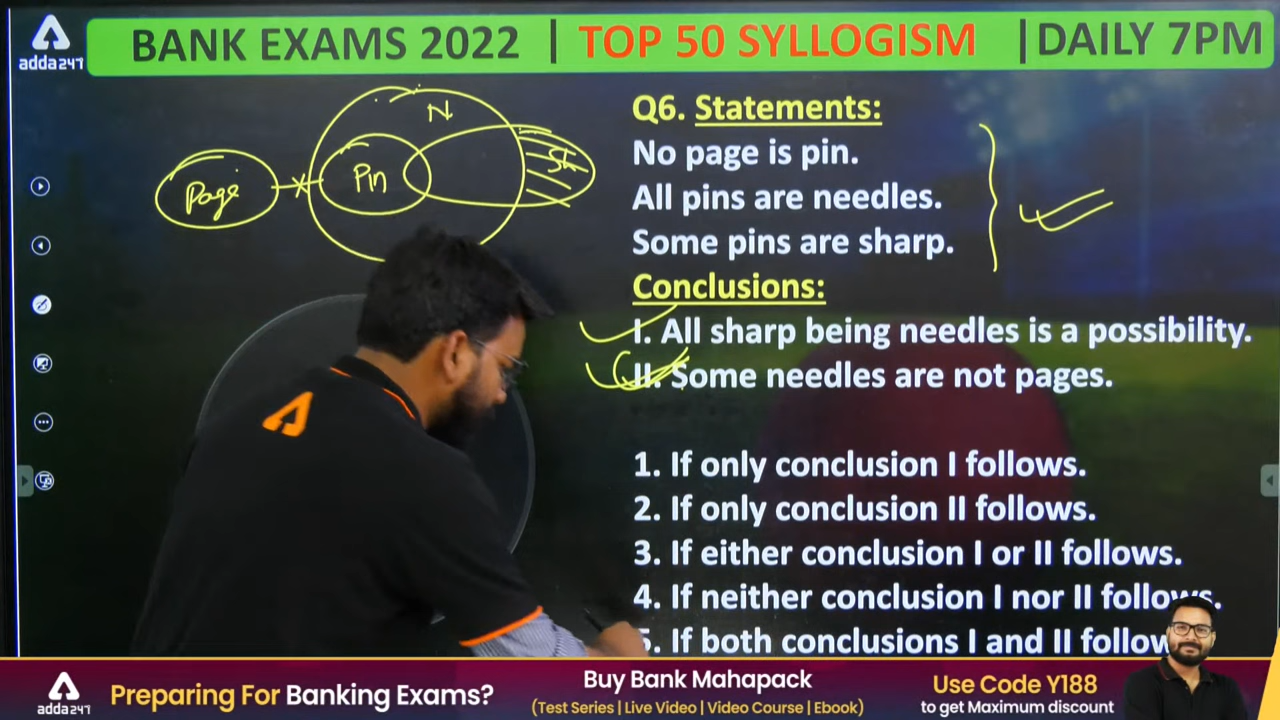 adda247
BANK EXAMS 2022 | TOP 50 SYLLOGISM | DAILY 7PM
N
Page
Pin
Sh
Q6. Statements:
No page is pin.
All pins are needles.
Some pins are sharp.
Conclusions:
I. All sharp being needles is a possibility.
II. Some needles are not pages.
1. If only conclusion I follows.
2. If only conclusion II follows.
3. If either conclusion I or II follows.
4. If neither conclusion I nor II follows.
5. If both conclusions I and II follow
adda247
Preparing For Banking Exams?
Buy Bank Mahapack
(Test Series | Live Video | Video Course | Ebook)
Use Code Y188
to get Maximum discount